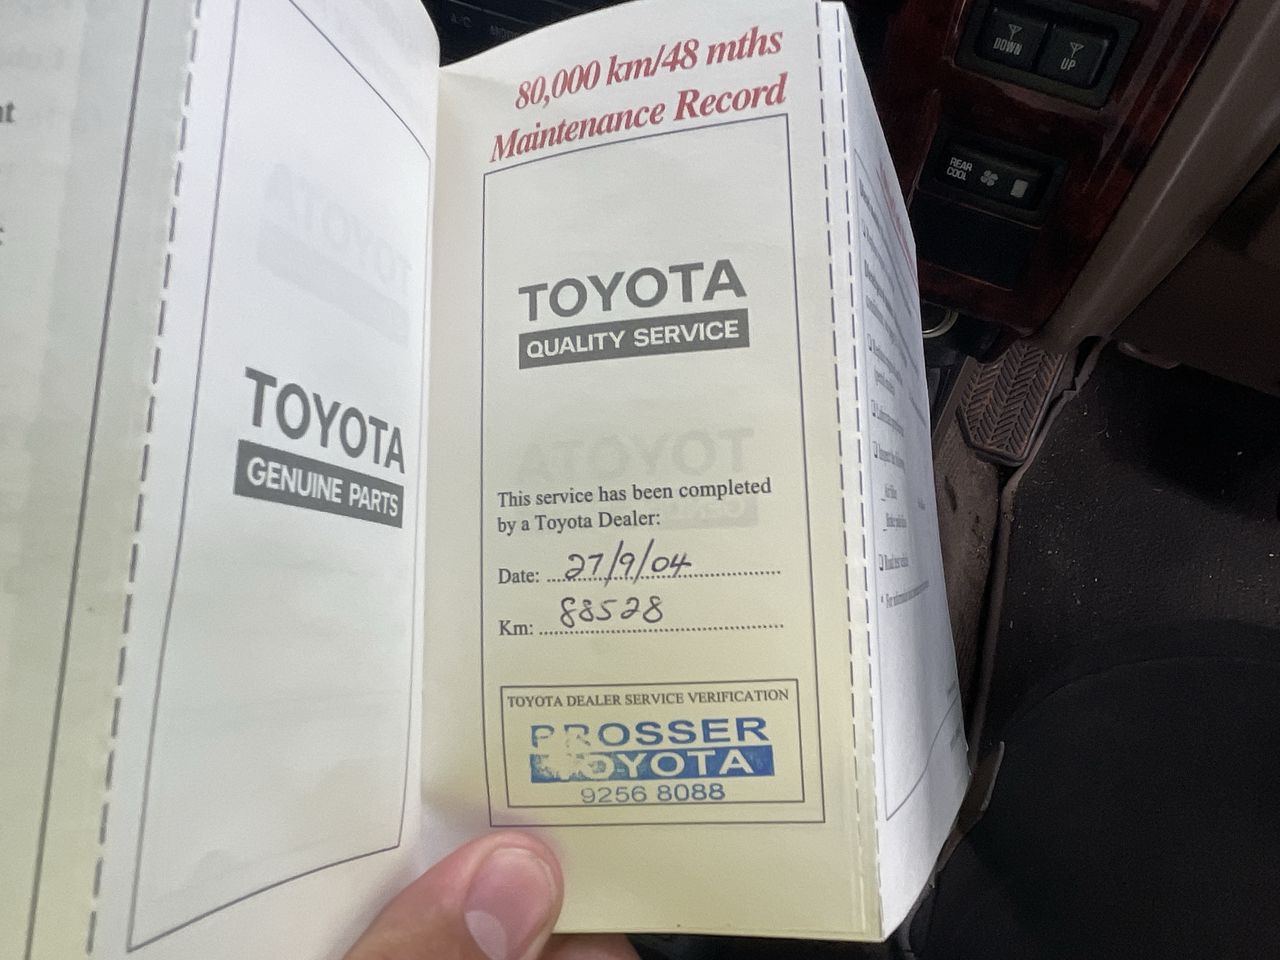 80,000 km/48 mths
Maintenance Record
TOYOTA
QUALITY SERVICE
This service has been completed
by a Toyota Dealer:
Date: 27/9/04
Km: 88528
TOYOTA DEALER SERVICE VERIFICATION
PROSSER
TOYOTA
9256 8088
TOYOTA
GENUINE PARTS
DOWN
UP
REAR
COOL
A/C